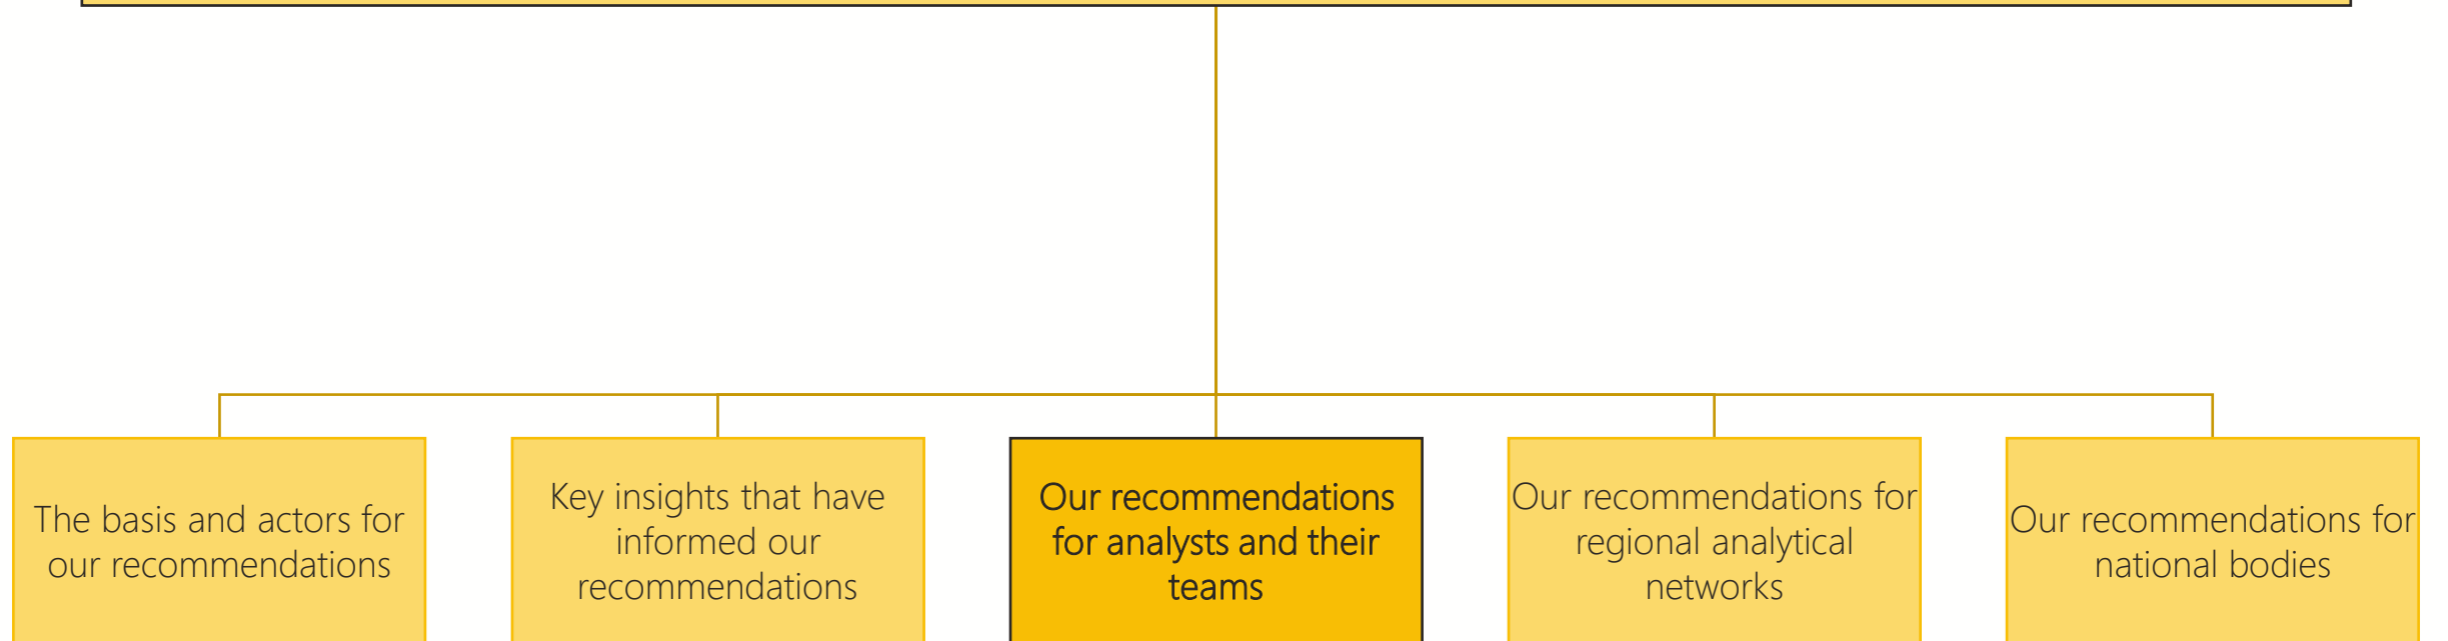 The basis and actors for
our recommendations
Key insights that have
informed our
recommendations
Our recommendations
for analysts and their
teams
Our recommendations for
regional analytical
networks
Our recommendations for
national bodies